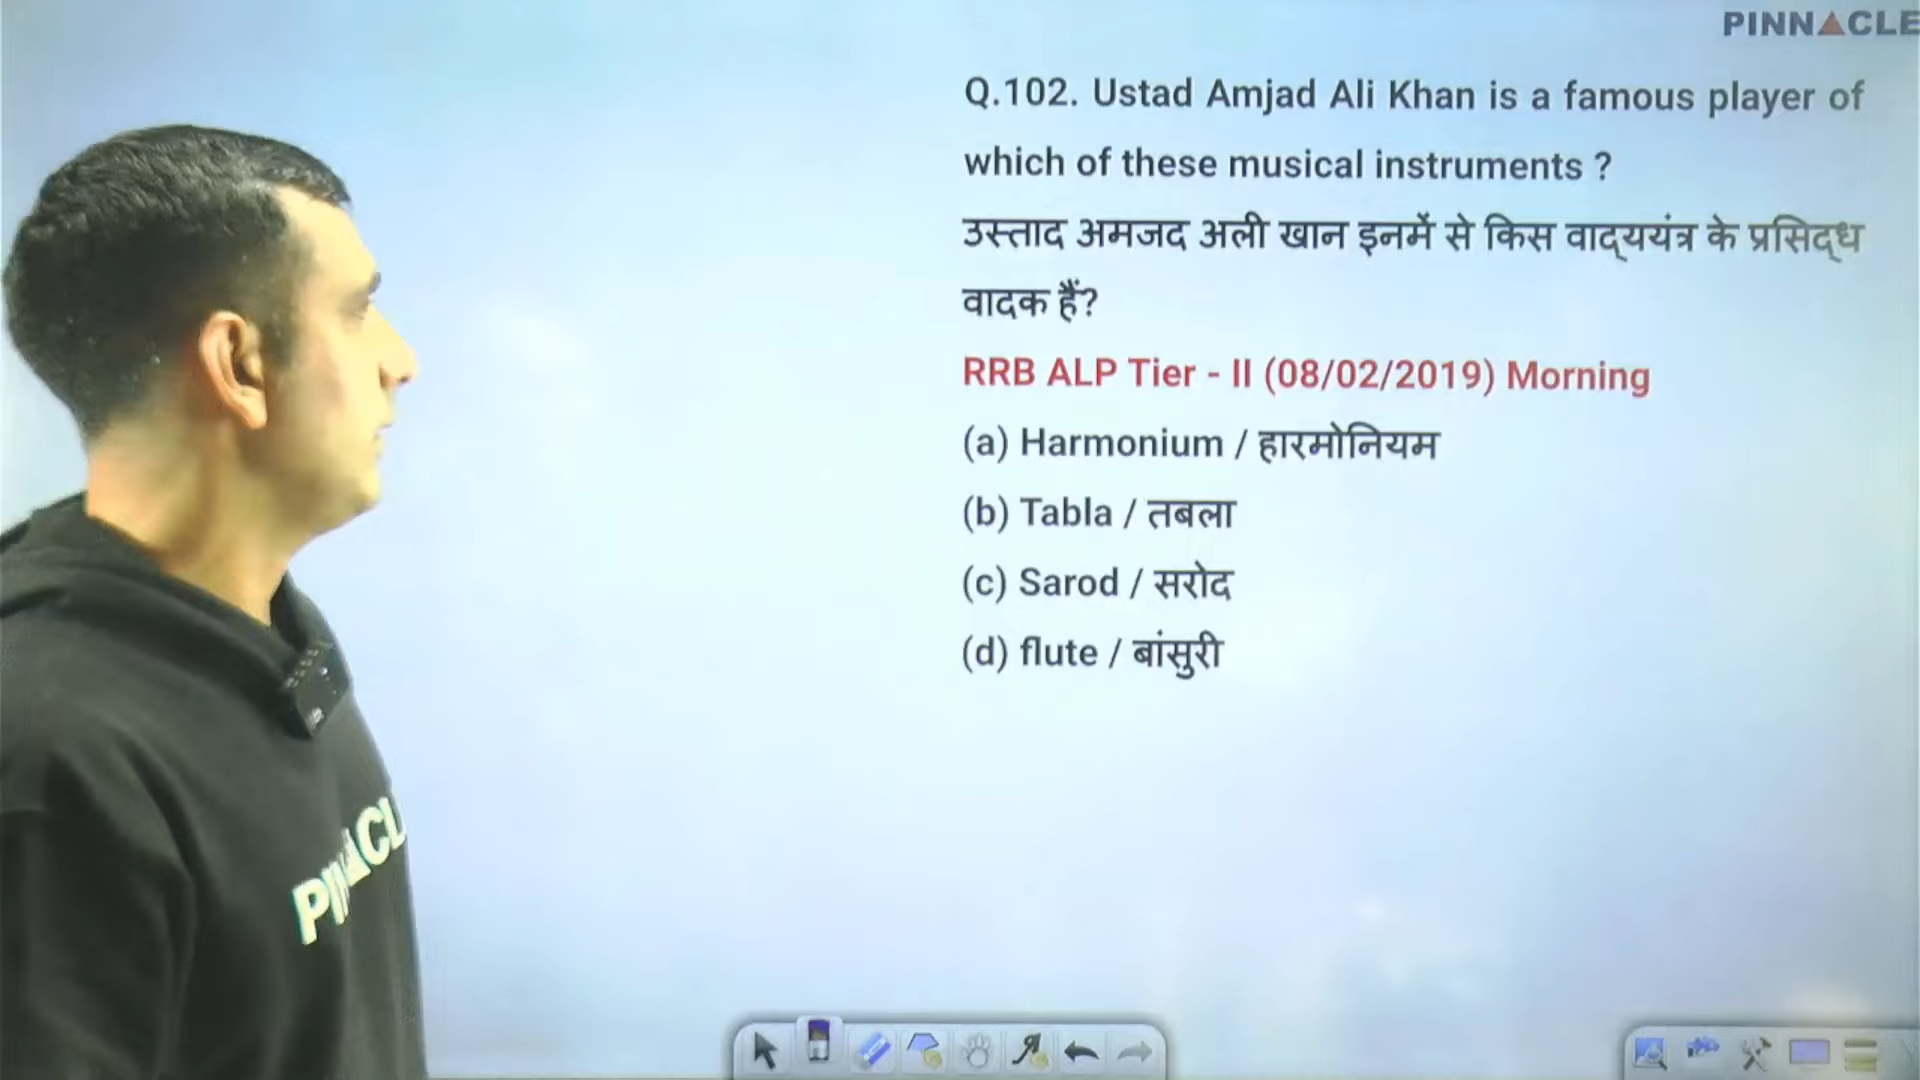 PINNACLE
Q.102. Ustad Amjad Ali Khan is a famous player of
which of these musical instruments ?
उस्ताद अमजद अली खान इनमें से किस वाद्ययंत्र के प्रसिद्ध
वादक हैं?
RRB ALP Tier - II (08/02/2019) Morning
(a) Harmonium / हारमोनियम
(b) Tabla / तबला
(c) Sarod / सरोद
(d) flute / बांसुरी
PINNACL